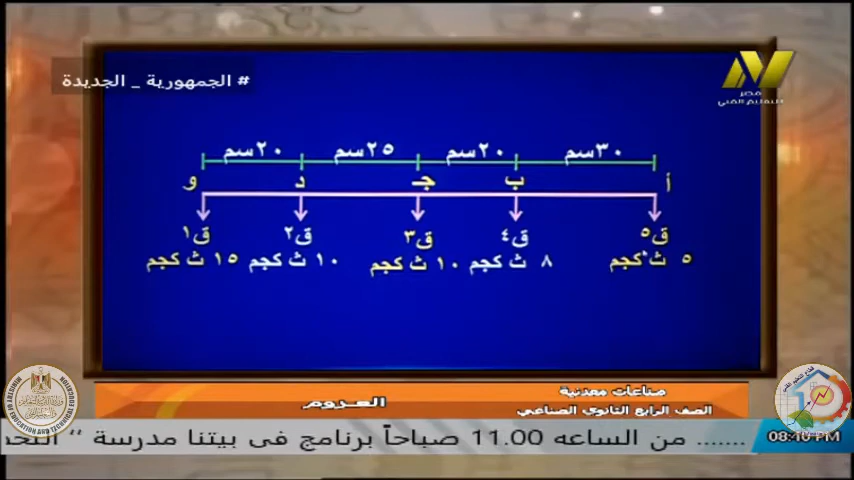 # الجمهورية _ الجديدة
مصر
التعليم الفني
٣٠سم ٢٠سم ٢٥سم ٢٠سم
أ ب جـ د و
ق٥ ق٤ ق٣ ق٢ ق١
٥ ث كجم ٨ ث كجم ١٠ ث كجم ١٠ ث كجم ١٥ ث كجم
صناعات معدنية
الصف الرابع الثانوي الصناعي
العـزوم
....... من الساعه 11.00 صباحاً برنامج فى بيتنا مدرسة ‘‘
08:40 PM